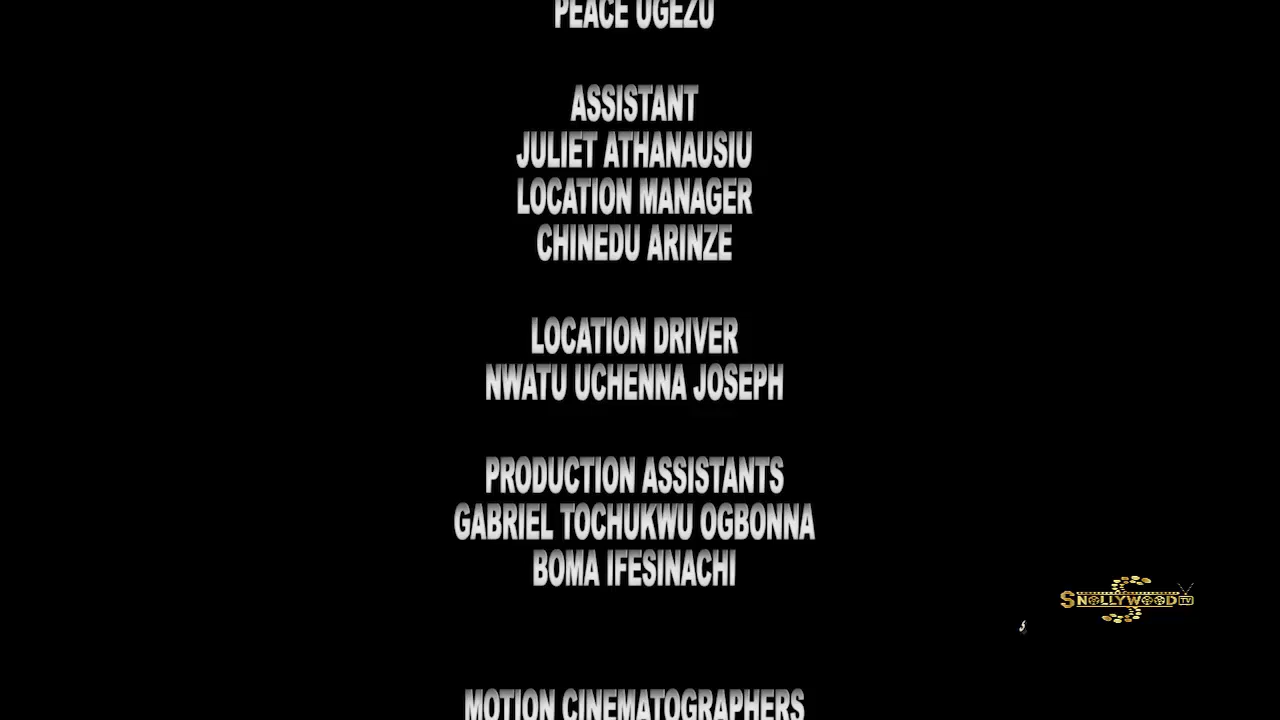 PEACE UGEZU
ASSISTANT
JULIET ATHANAUSIU
LOCATION MANAGER
CHINEDU ARINZE
LOCATION DRIVER
NWATU UCHENNA JOSEPH
PRODUCTION ASSISTANTS
GABRIEL TOCHUKWU OGBONNA
BOMA IFESINACHI
SNOLLYWOOD TV
MOTION CINEMATOGRAPHERS